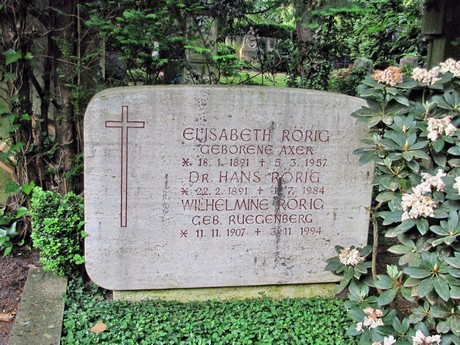 ELISABETH RÖRIG
GEBORENE AXER
* 18.1.1891 + 5.3.1957
Dr. HANS RÖRIG
* 22.2.1891 + 1.7.1984
WILHELMINE RÖRIG
GEB. RUEGENBERG
* 11.11.1907 + 3.11.1994